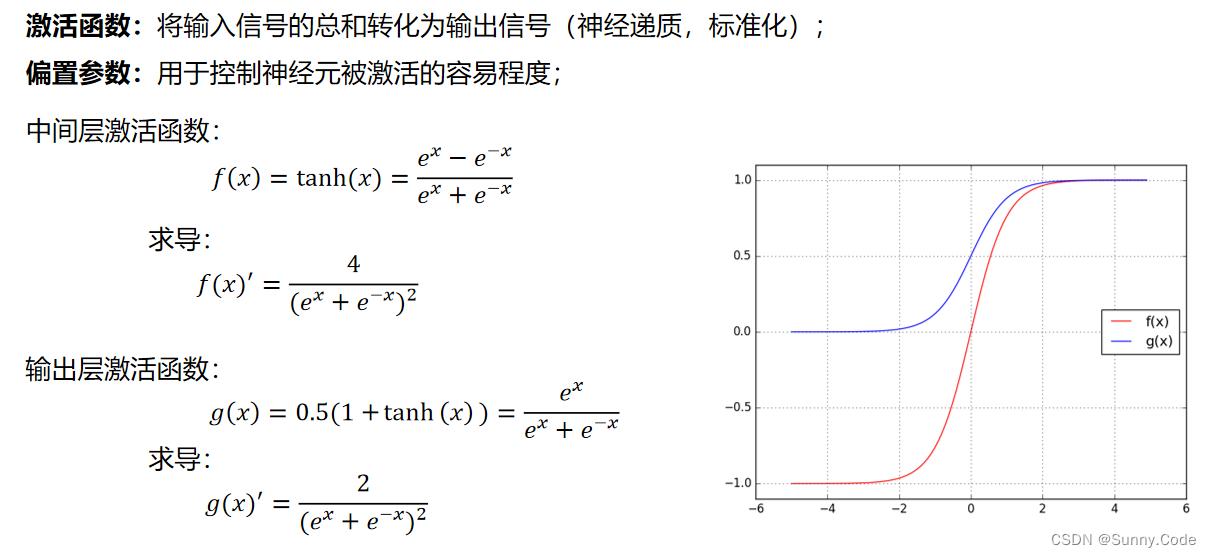 激活函数：将输入信号的总和转化为输出信号（神经递质，标准化）；
偏置参数：用于控制神经元被激活的容易程度；
中间层激活函数：
f(x) = tanh(x) = \frac{e^x − e^{−x}}{e^x + e^{−x}}
求导：
f(x)′ = \frac{4}{(e^x + e^{−x})^2}
输出层激活函数：
g(x) = 0.5(1 + tanh (x)) = \frac{e^x}{e^x + e^{−x}}
求导：
g(x)′ = \frac{2}{(e^x + e^{−x})^2}
1.0
0.5
0.0
−0.5
−1.0
−6 −4 −2 0 2 4 6
f(x)
g(x)
CSDN @Sunny.Code